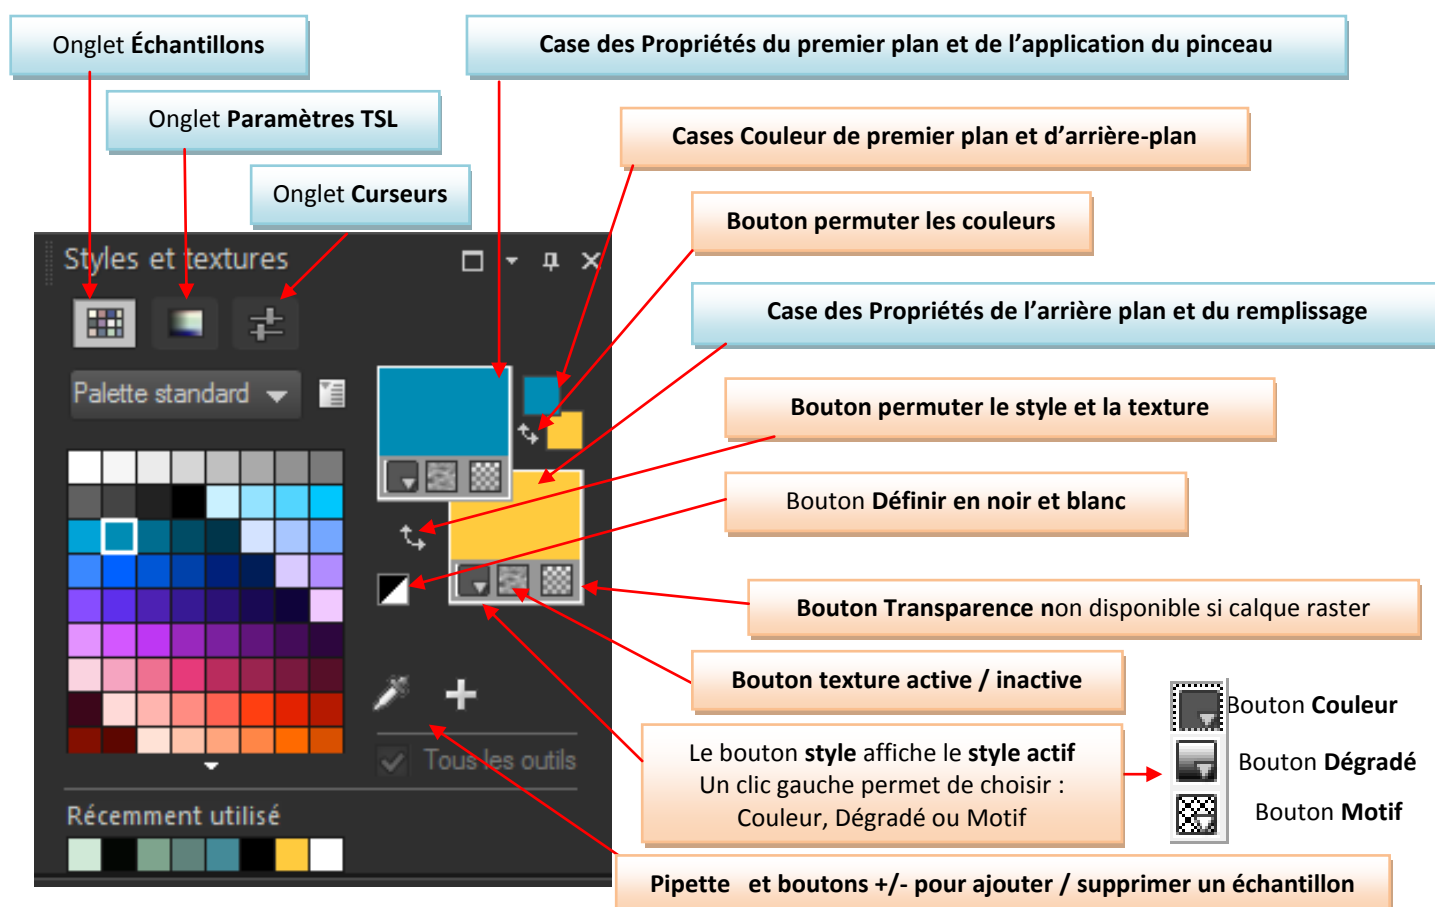 Onglet Échantillons
Case des Propriétés du premier plan et de l'application du pinceau
Onglet Paramètres TSL
Cases Couleur de premier plan et d'arrière-plan
Onglet Curseurs
Bouton permuter les couleurs
Styles et textures
Case des Propriétés de l'arrière plan et du remplissage
Palette standard
Bouton permuter le style et la texture
Bouton Définir en noir et blanc
Bouton Transparence non disponible si calque raster
Bouton texture active / inactive
Bouton Couleur
Le bouton style affiche le style actif
Un clic gauche permet de choisir :
Couleur, Dégradé ou Motif
Bouton Dégradé
Bouton Motif
Tous les outils
Récemment utilisé
Pipette et boutons +/- pour ajouter / supprimer un échantillon